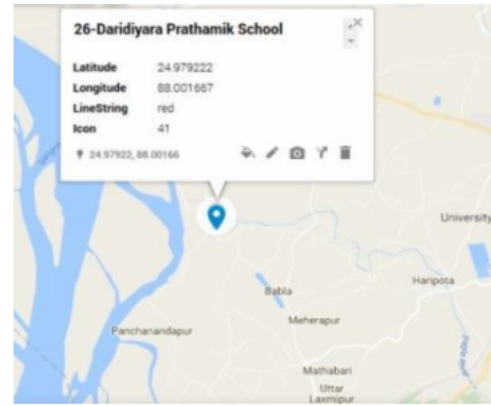 26-Daridiyara Prathamik School
Latitude 24.979222
Longitude 88.001667
LineString red
Icon 41
24.97922, 88.00166
University
Haripota
Babla
Meherapur
Panchanandapur
Mathabari
Uttar
Laxmipur